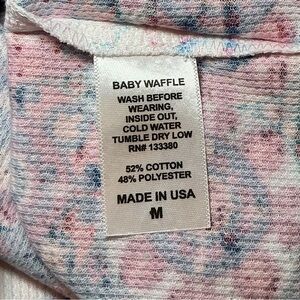 BABY WAFFLE
WASH BEFORE
WEARING,
INSIDE OUT,
COLD WATER
TUMBLE DRY LOW
RN# 133380
52% COTTON
48% POLYESTER
MADE IN USA
M